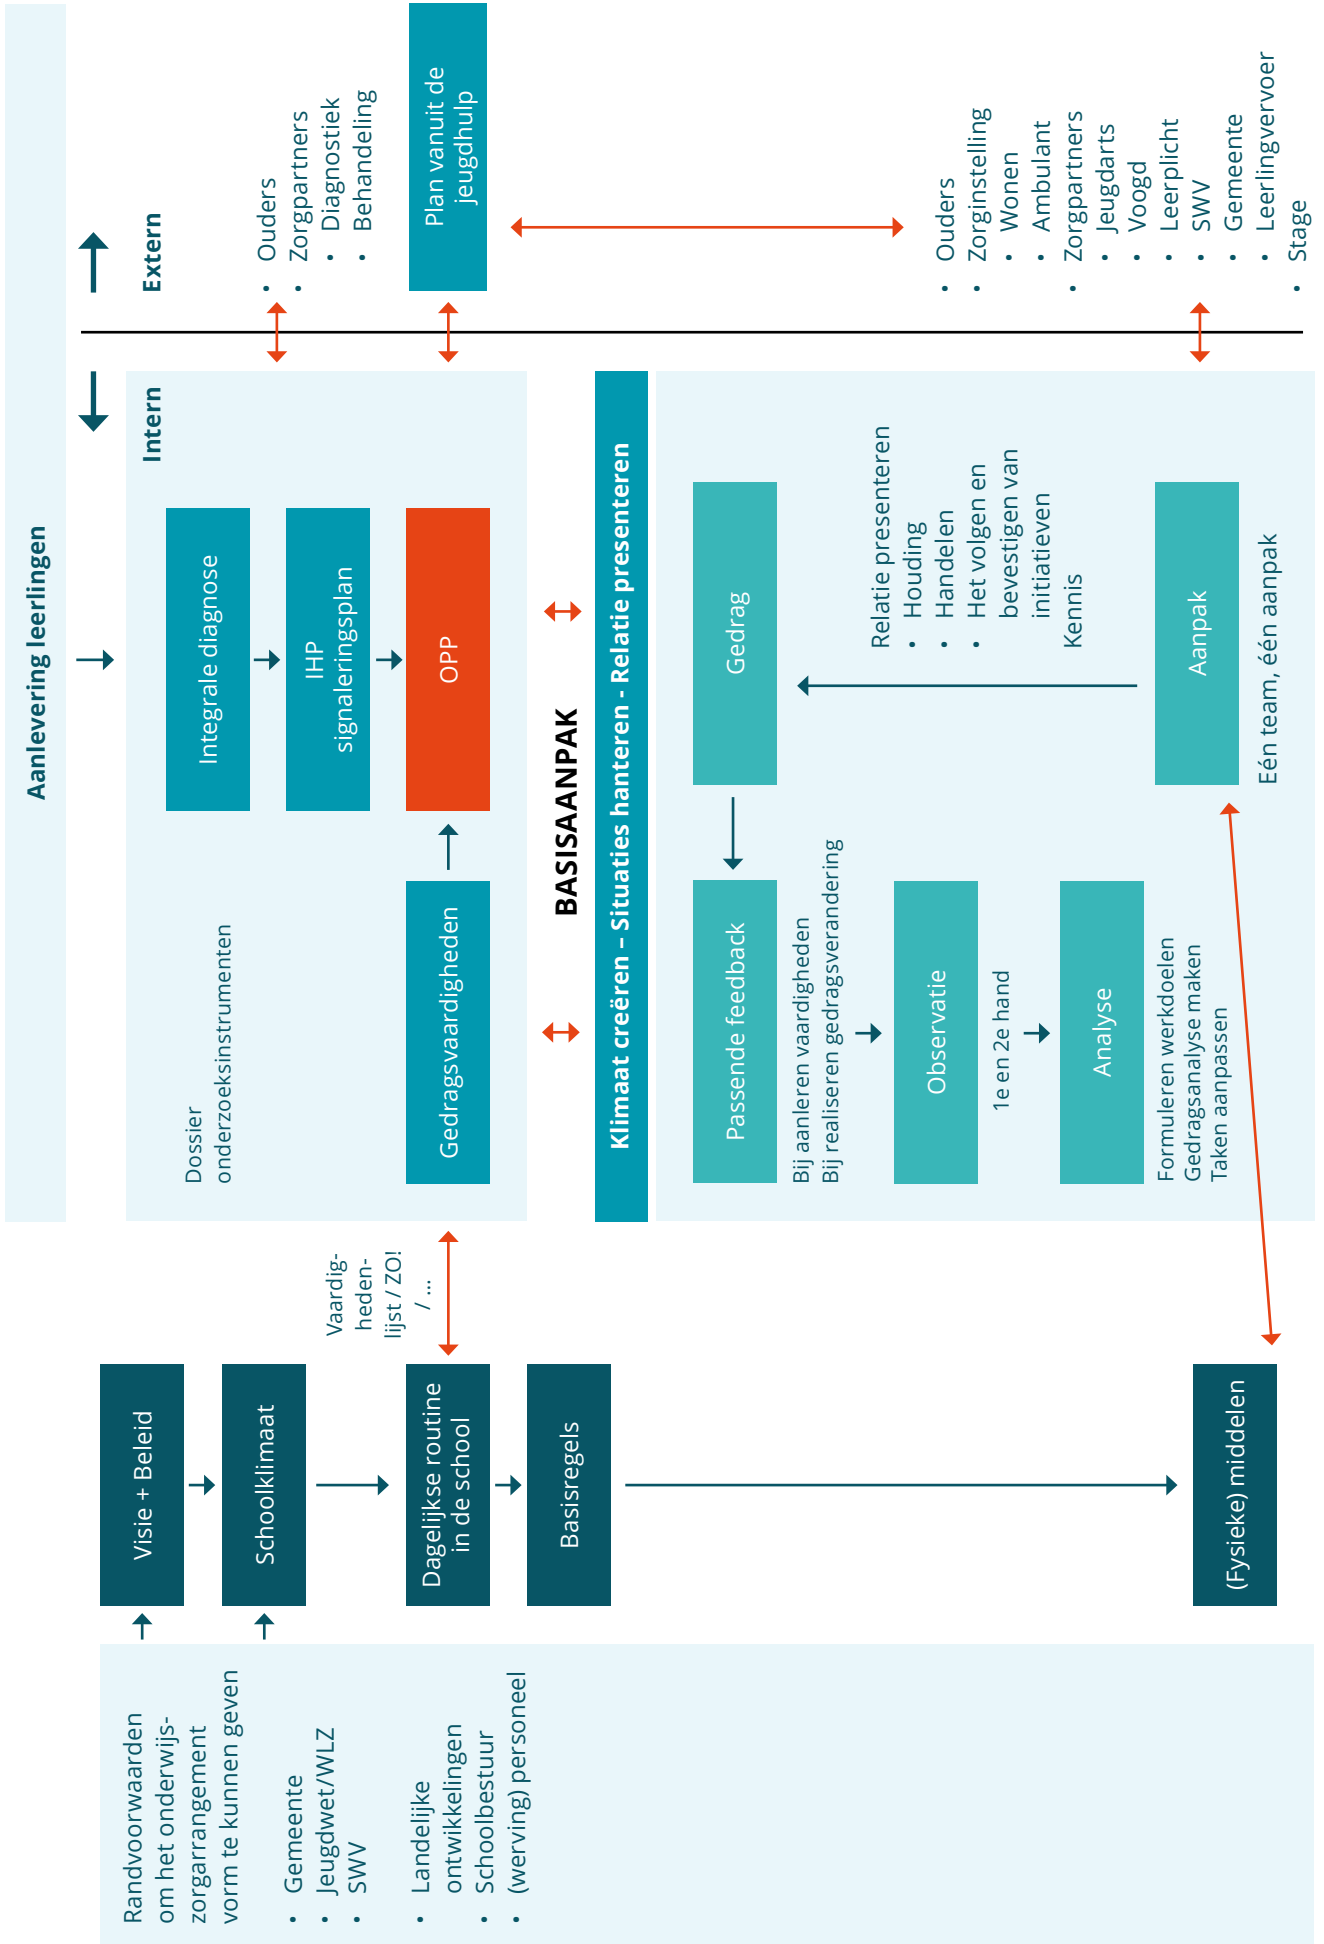 Aanlevering leerlingen
Randvoorwaarden
om het onderwijs-
zorgarrangement
vorm te kunnen geven
• Gemeente
• Jeugdwet/WLZ
• SWV
• Landelijke
ontwikkelingen
• Schoolbestuur
• (werving) personeel
Visie + Beleid
Schoolklimaat
Dagelijkse routine
in de school
Basisregels
(Fysieke) middelen
Vaardig-
heden-
lijst / ZO!
/ ...
Intern
Dossier
onderzoeksinstrumenten
Integrale diagnose
IHP
signaleringsplan
Gedragsvaardigheden
OPP
BASISAANPAK
Klimaat creëren – Situaties hanteren - Relatie presenteren
Passende feedback
Bij aanleren vaardigheden
Bij realiseren gedragsverandering
Observatie
1e en 2e hand
Analyse
Formuleren werkdoelen
Gedragsanalyse maken
Taken aanpassen
Gedrag
Relatie presenteren
• Houding
• Handelen
• Het volgen en
bevestigen van
initiatieven
Kennis
Aanpak
Eén team, één aanpak
Extern
• Ouders
• Zorgpartners
• Diagnostiek
• Behandeling
Plan vanuit de
jeugdhulp
• Ouders
• Zorginstelling
• Wonen
• Ambulant
• Zorgpartners
• Jeugdarts
• Voogd
• Leerplicht
• SWV
• Gemeente
• Leerlingvervoer
• Stage